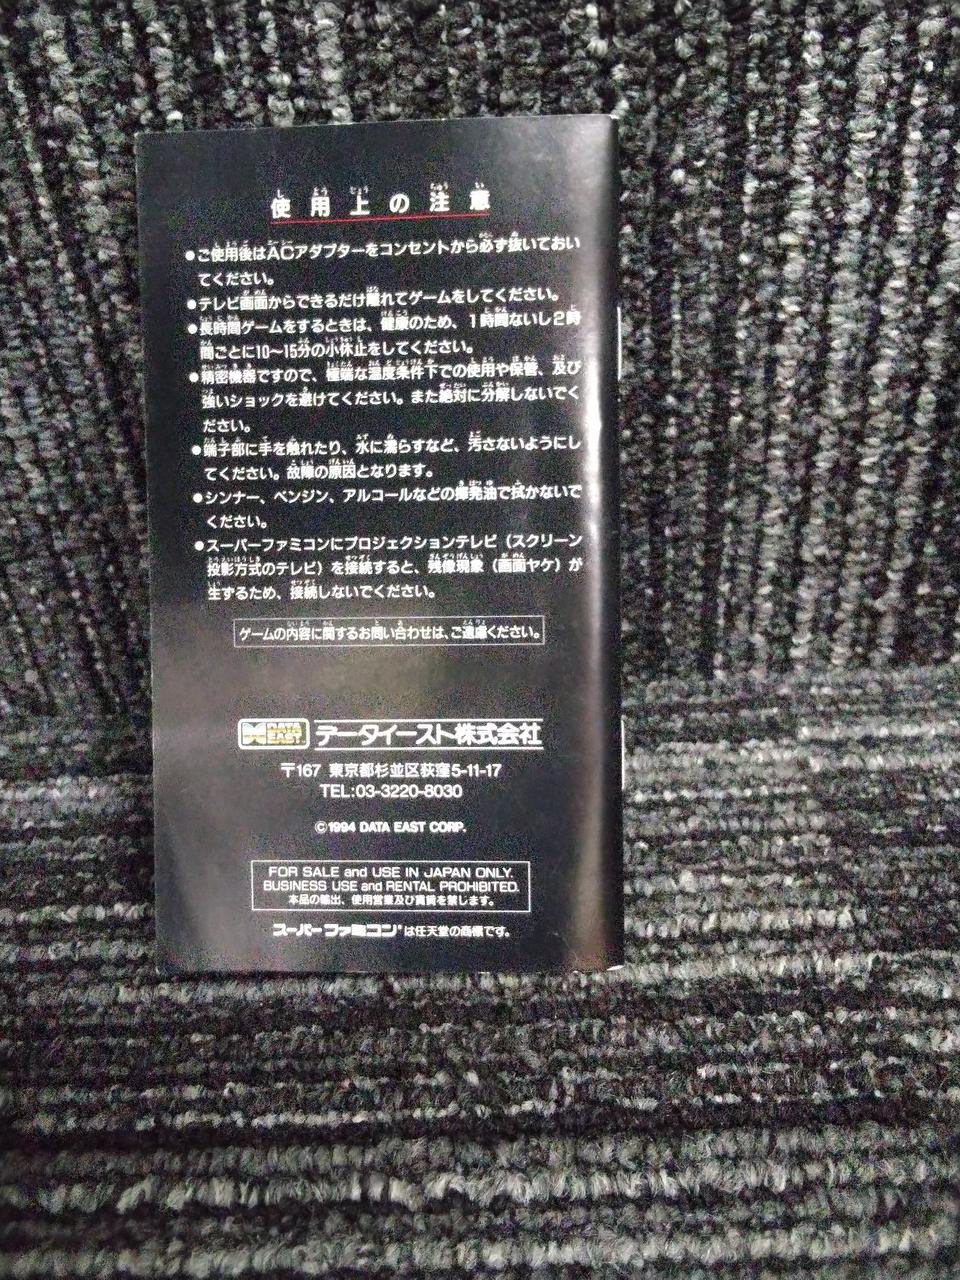 使用上の注意
●ご使用後はACアダプターをコンセントから必ず抜いておい
てください。
●テレビ画面からできるだけ離れてゲームをしてください。
●長時間ゲームをするときは、健康のため、1時間ないし2時
間ごとに10〜15分の小休止をしてください。
●精密機器ですので、極端な温度条件下での使用や保管、及び
強いショックを避けてください。また絶対に分解しないでく
ださい。
●端子部に手を触れたり、水に濡らすなど、汚さないようにし
てください。故障の原因となります。
●シンナー、ベンジン、アルコールなどの揮発油で拭かないで
ください。
●スーパーファミコンにプロジェクションテレビ（スクリーン
投影方式のテレビ）を接続すると、残像現象（画面ヤケ）が
生ずるため、接続しないでください。
ゲームの内容に関するお問い合わせは、ご遠慮ください。
DATA EAST データイースト株式会社
〒167 東京都杉並区荻窪5-11-17
TEL:03-3220-8030
©1994 DATA EAST CORP.
FOR SALE and USE IN JAPAN ONLY.
BUSINESS USE and RENTAL PROHIBITED.
本品の輸出、使用営業及び賃貸を禁じます。
スーパーファミコン®は任天堂の商標です。